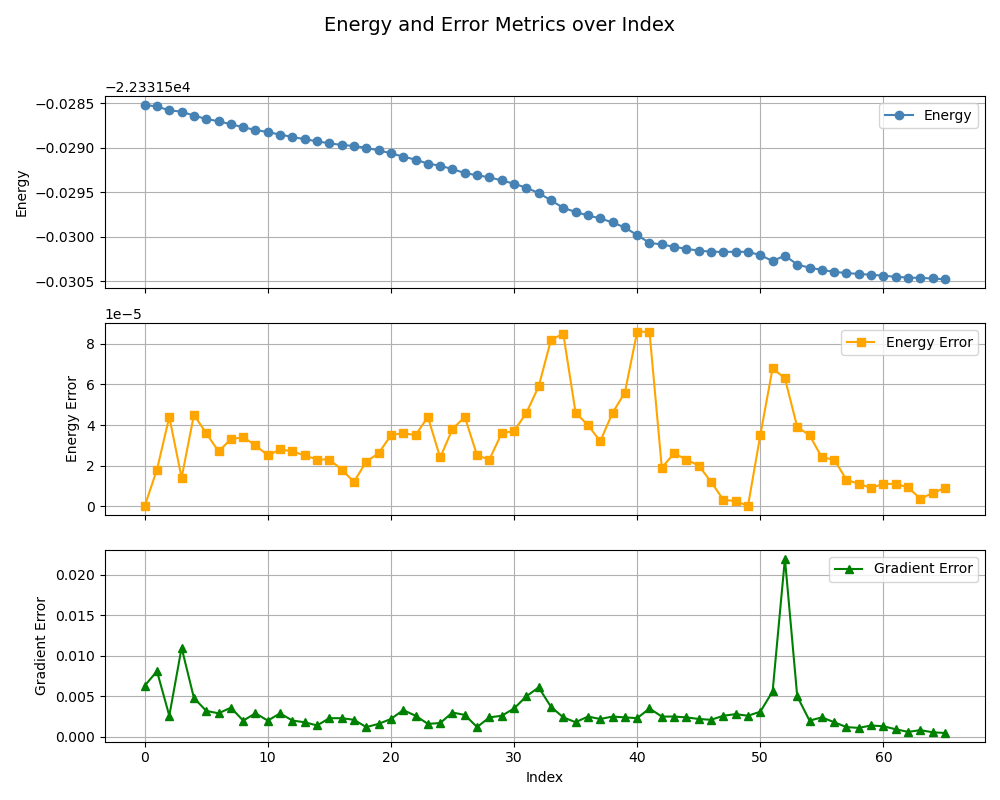 Energy and Error Metrics over Index
−2.23315e4
−0.0285
−0.0290
−0.0295
−0.0300
−0.0305
Energy
Energy
1e−5
8
6
4
2
0
Energy Error
Energy Error
0.020
0.015
0.010
0.005
0.000
Gradient Error
Gradient Error
0 10 20 30 40 50 60
Index